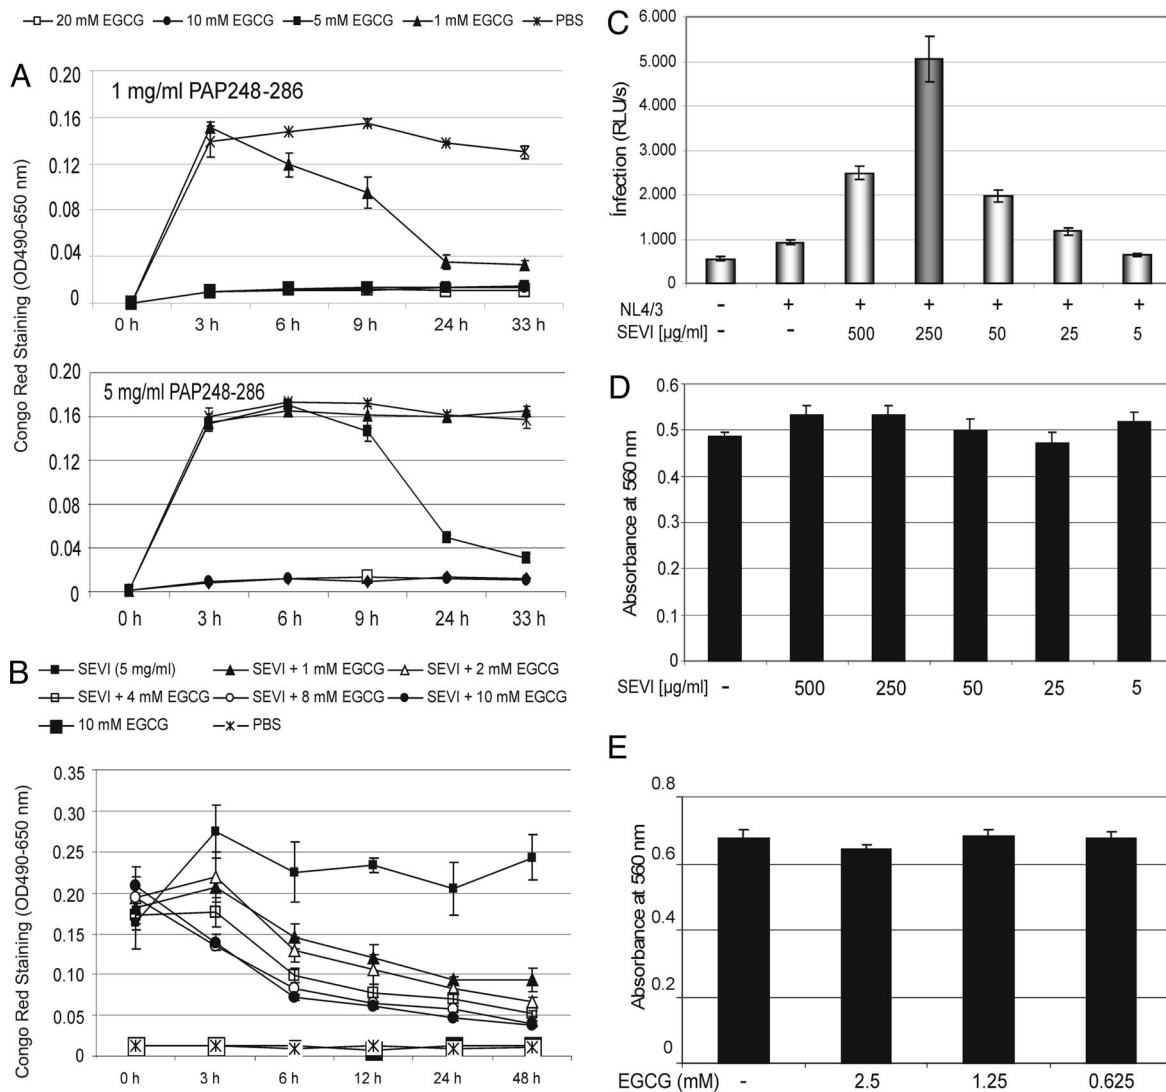 20 mM EGCG 10 mM EGCG 5 mM EGCG 1 mM EGCG PBS
A
Congo Red Staining (OD490-650 nm)
1 mg/ml PAP248-286
0.20
0.16
0.12
0.08
0.04
0
0 h 3 h 6 h 9 h 24 h 33 h
5 mg/ml PAP248-286
0.20
0.16
0.12
0.08
0.04
0
0 h 3 h 6 h 9 h 24 h 33 h
B
SEVI (5 mg/ml) SEVI + 1 mM EGCG SEVI + 2 mM EGCG
SEVI + 4 mM EGCG SEVI + 8 mM EGCG SEVI + 10 mM EGCG
10 mM EGCG PBS
Congo Red Staining (OD490-650 nm)
0.35
0.30
0.25
0.20
0.15
0.10
0.05
0
0 h 3 h 6 h 12 h 24 h 48 h
C
Ínfection (RLU/s)
6.000
5.000
4.000
3.000
2.000
1.000
0
NL4/3 - + + + + + +
SEVI [µg/ml] - - 500 250 50 25 5
D
Absorbance at 560 nm
0.6
0.5
0.4
0.3
0.2
0.1
0
SEVI [µg/ml] - 500 250 50 25 5
E
Absorbance at 560 nm
0.8
0.6
0.4
0.2
0
EGCG (mM) - 2.5 1.25 0.625